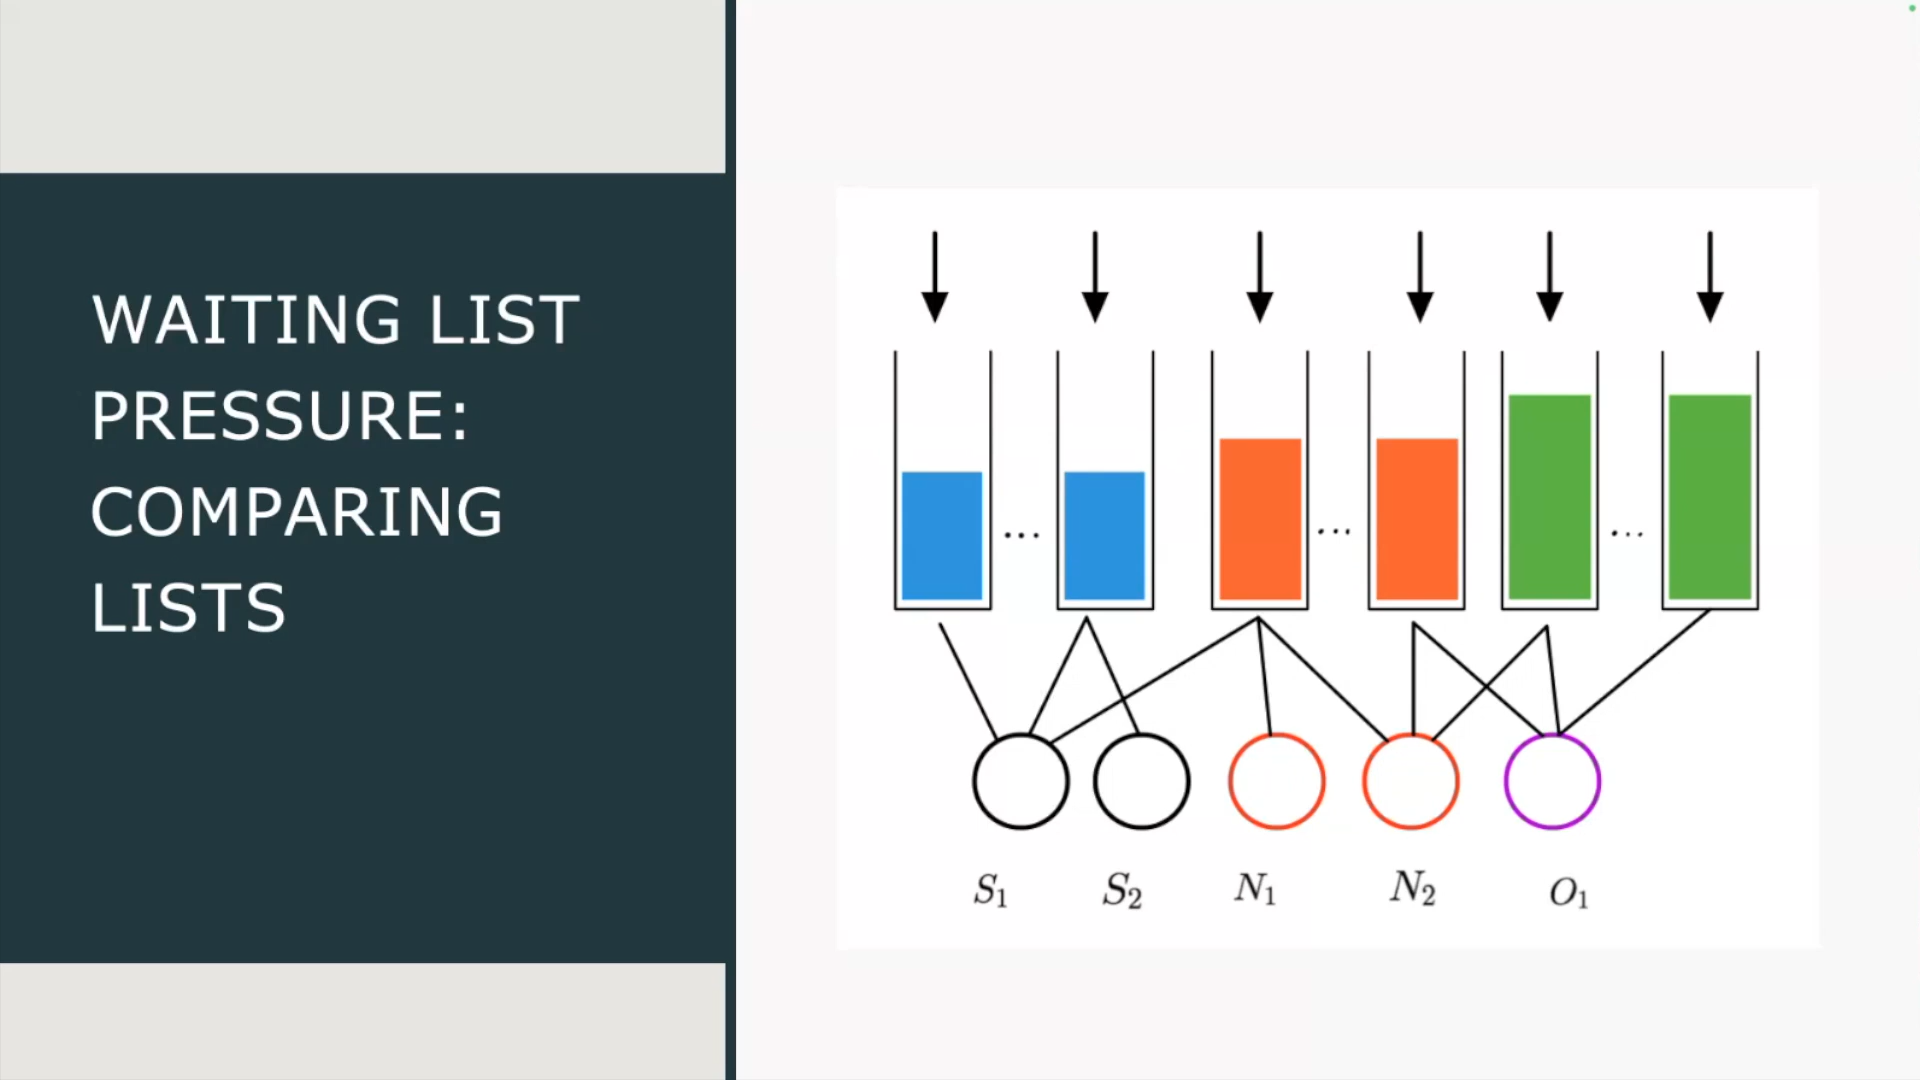 WAITING LIST
PRESSURE:
COMPARING
LISTS
... ... ...
S₁ S₂ N₁ N₂ O₁